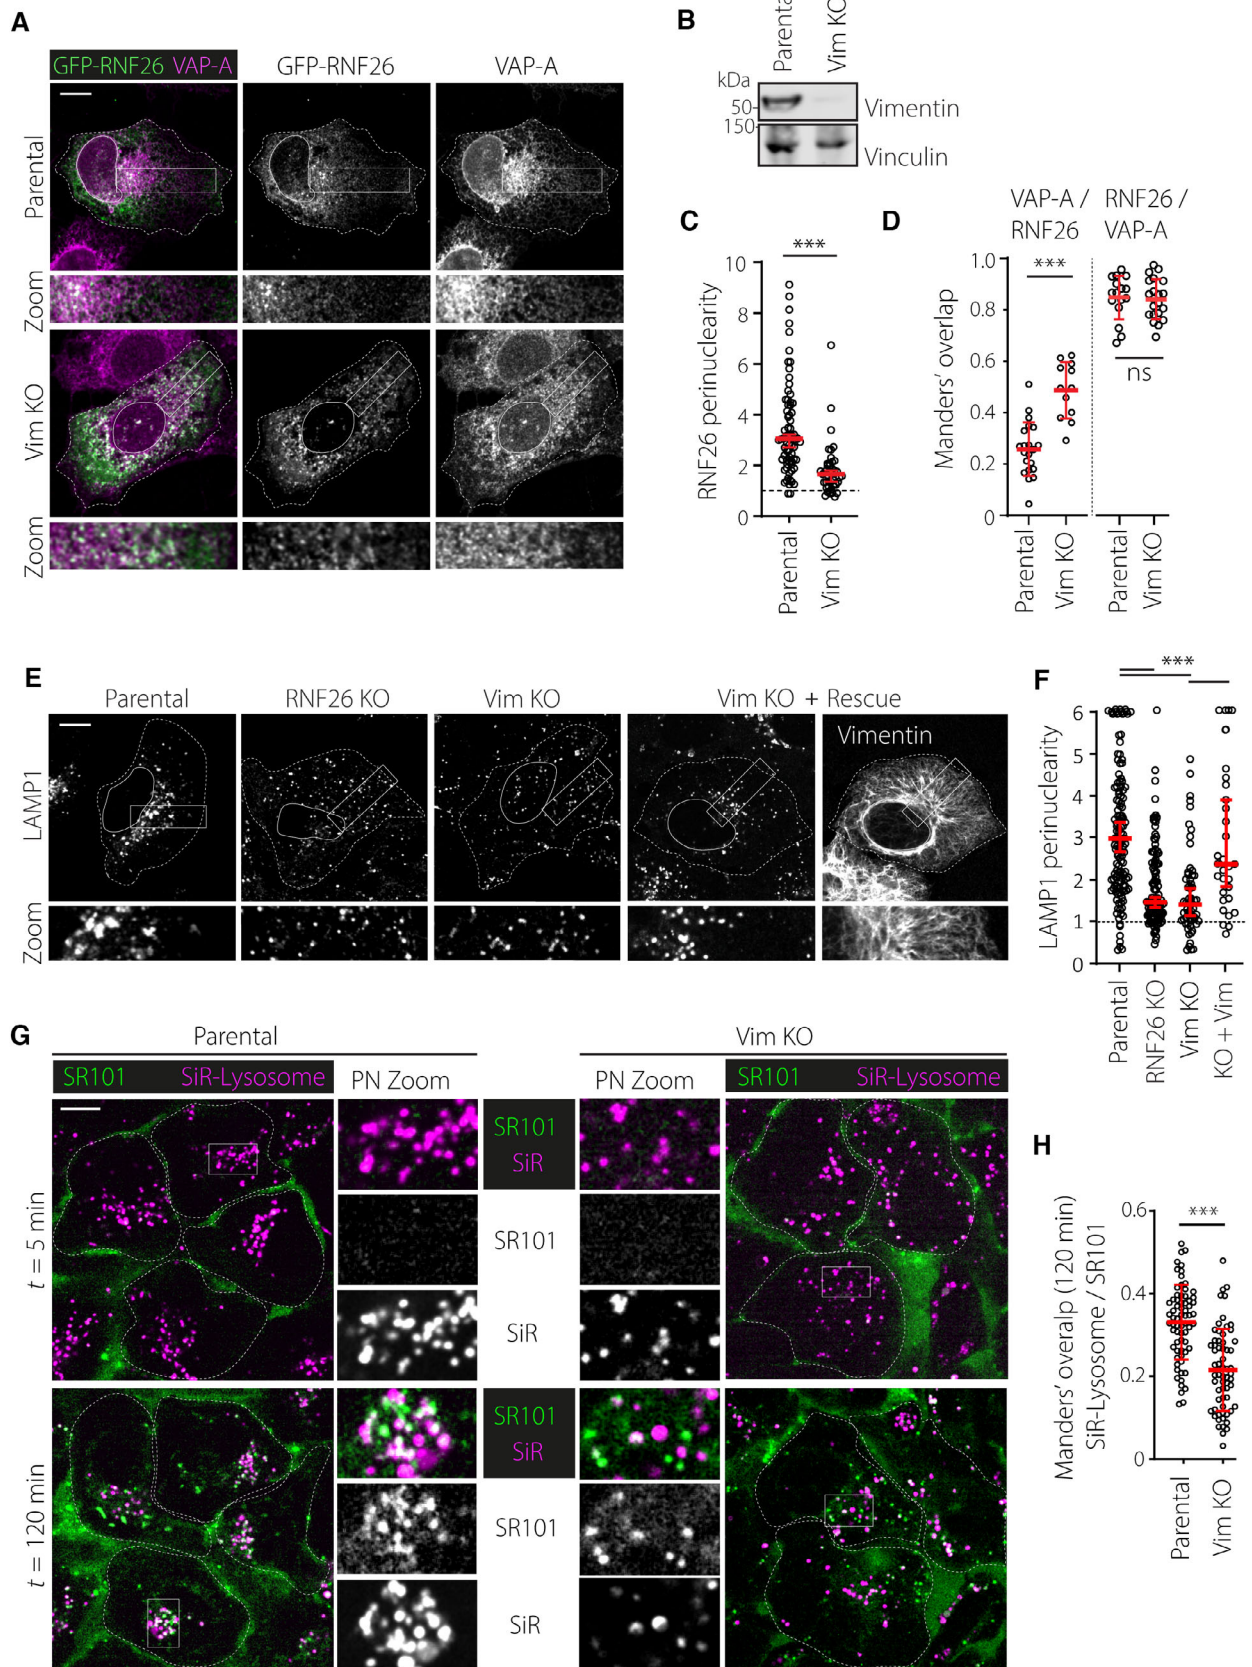 A
GFP-RNF26 VAP-A
GFP-RNF26
VAP-A
Parental
Zoom
Vim KO
Zoom
B
Parental
Vim KO
kDa
50
150
Vimentin
Vinculin
C
***
RNF26 perinuclearity
10
8
6
4
2
0
Parental
Vim KO
D
VAP-A /
RNF26
RNF26 /
VAP-A
***
ns
Manders' overlap
1.0
0.8
0.6
0.4
0.2
0
Parental
Vim KO
Parental
Vim KO
E
Parental
RNF26 KO
Vim KO
Vim KO + Rescue
Vimentin
LAMP1
Zoom
F
***
LAMP1 perinuclearity
6
5
4
3
2
1
0
Parental
RNF26 KO
Vim KO
KO + Vim
G
Parental
Vim KO
SR101 SiR-Lysosome
PN Zoom
PN Zoom
SR101 SiR-Lysosome
t = 5 min
SR101
SiR
SR101
SiR
t = 120 min
SR101
SiR
SR101
SiR
H
***
Manders' overalp (120 min)
SiR-Lysosome / SR101
0.6
0.4
0.2
0
Parental
Vim KO